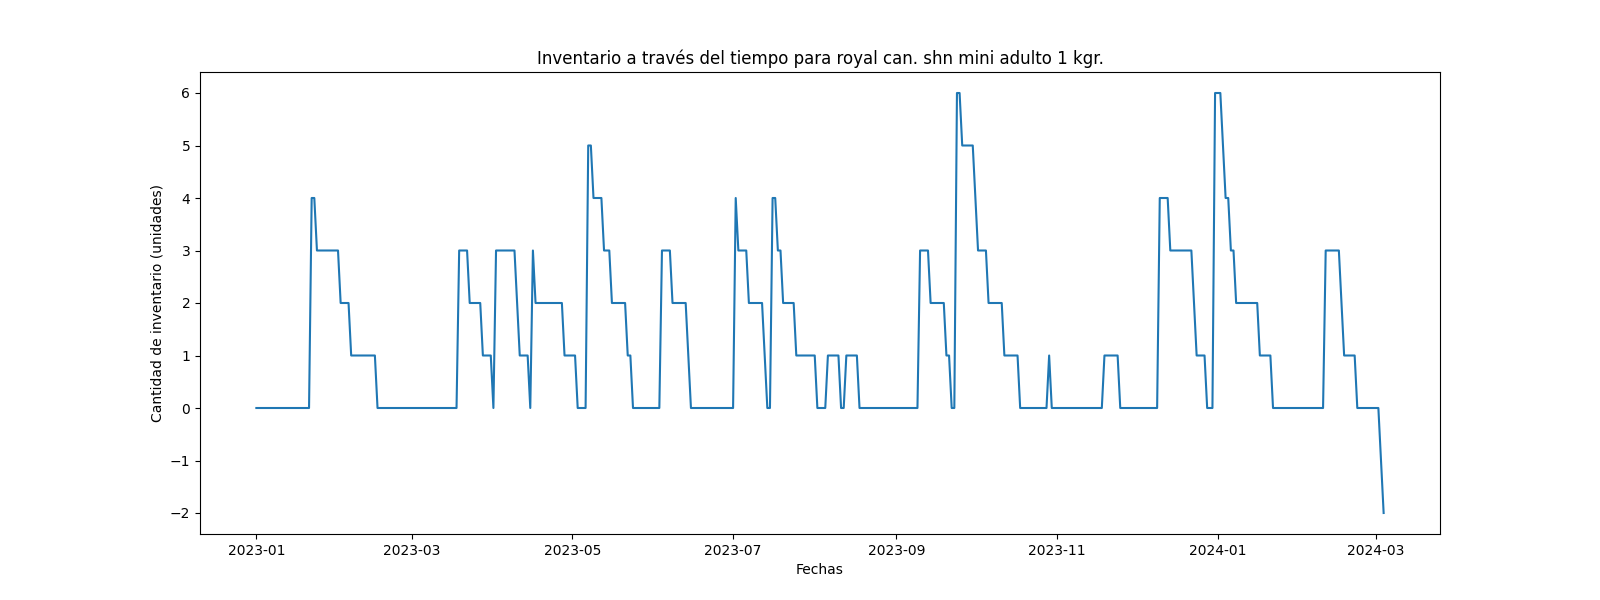 Inventario a través del tiempo para royal can. shn mini adulto 1 kgr.
Cantidad de inventario (unidades)
6
5
4
3
2
1
0
−1
−2
2023-01 2023-03 2023-05 2023-07 2023-09 2023-11 2024-01 2024-03
Fechas